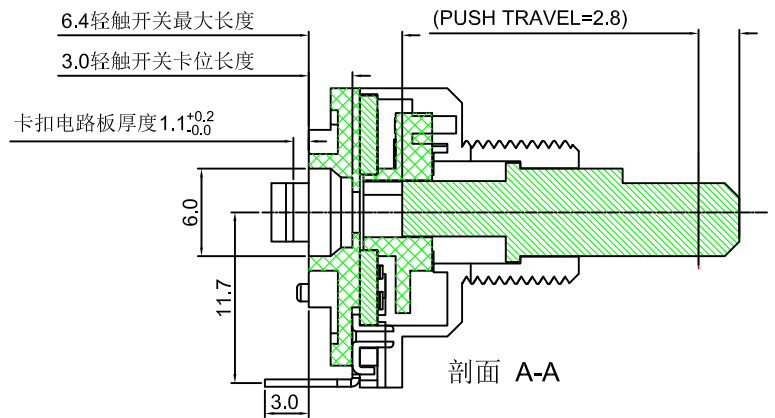 6.4轻触开关最大长度
(PUSH TRAVEL=2.8)
3.0轻触开关卡位长度
卡扣电路板厚度1.1+0.2 -0.0
6.0
11.7
3.0
剖面 A-A